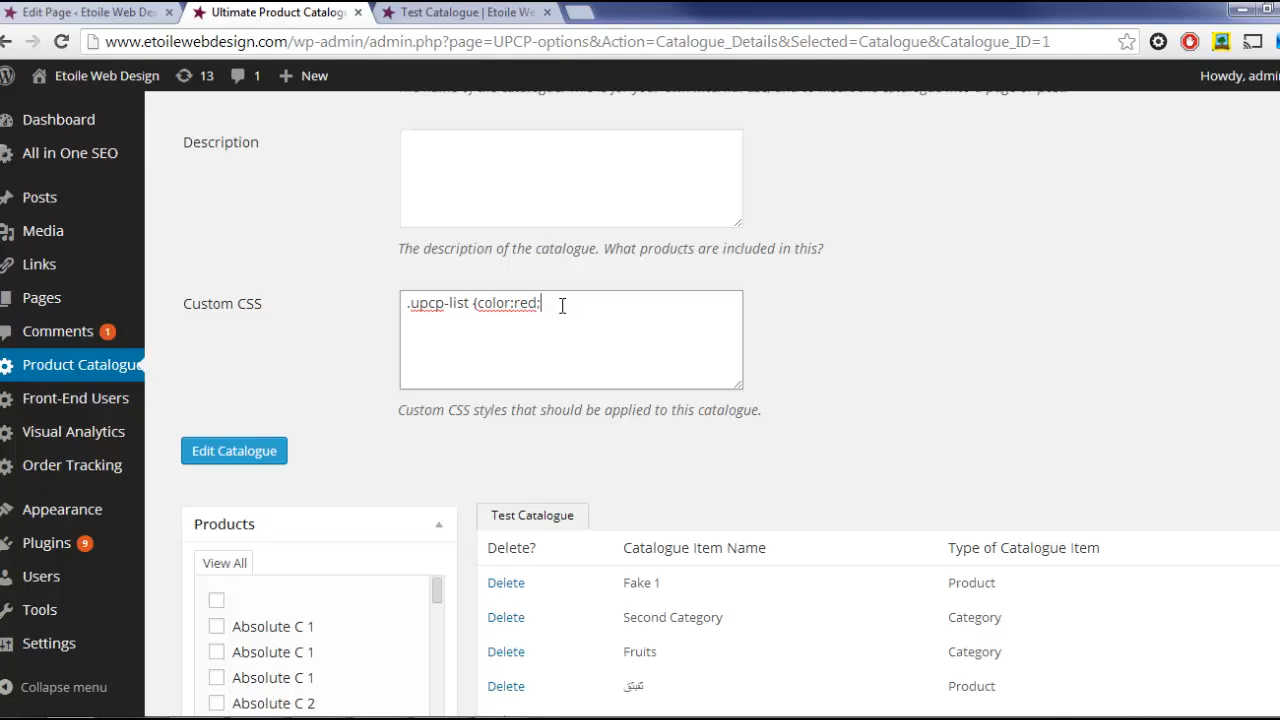 Edit Page ‹ Etoile Web De
Ultimate Product Catalog
Test Catalogue | Etoile We
www.etoilewebdesign.com/wp-admin/admin.php?page=UPCP-options&Action=Catalogue_Details&Selected=Catalogue&Catalogue_ID=1
Etoile Web Design
13
1
New
Howdy, admi
Dashboard
All in One SEO
Posts
Media
Links
Pages
Comments 1
Product Catalogue
Front-End Users
Visual Analytics
Order Tracking
Appearance
Plugins 9
Users
Tools
Settings
Collapse menu
Description
The description of the catalogue. What products are included in this?
Custom CSS
.upcp-list {color:red;
Custom CSS styles that should be applied to this catalogue.
Edit Catalogue
Products
View All
Absolute C 1
Absolute C 1
Absolute C 1
Absolute C 2
Test Catalogue
Delete? Catalogue Item Name Type of Catalogue Item
Delete Fake 1 Product
Delete Second Category Category
Delete Fruits Category
Delete Product